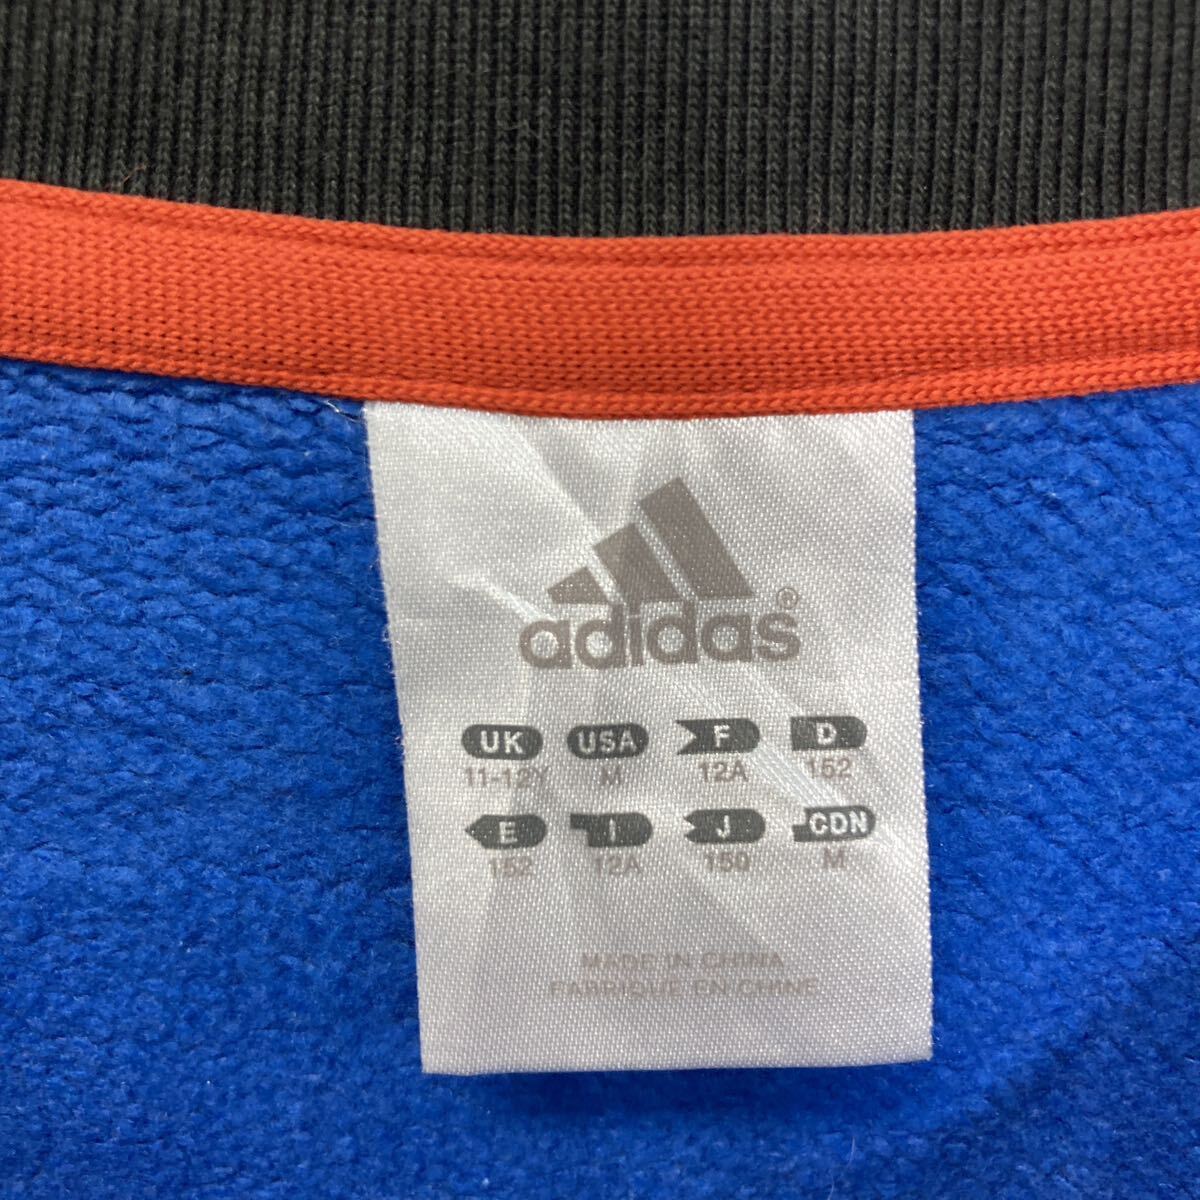 adidas®
UK USA F D
11-12Y M 12A 152
E I J CDN
152 12A 150 M
MADE IN CHINA
FABRIQUE EN CHINE